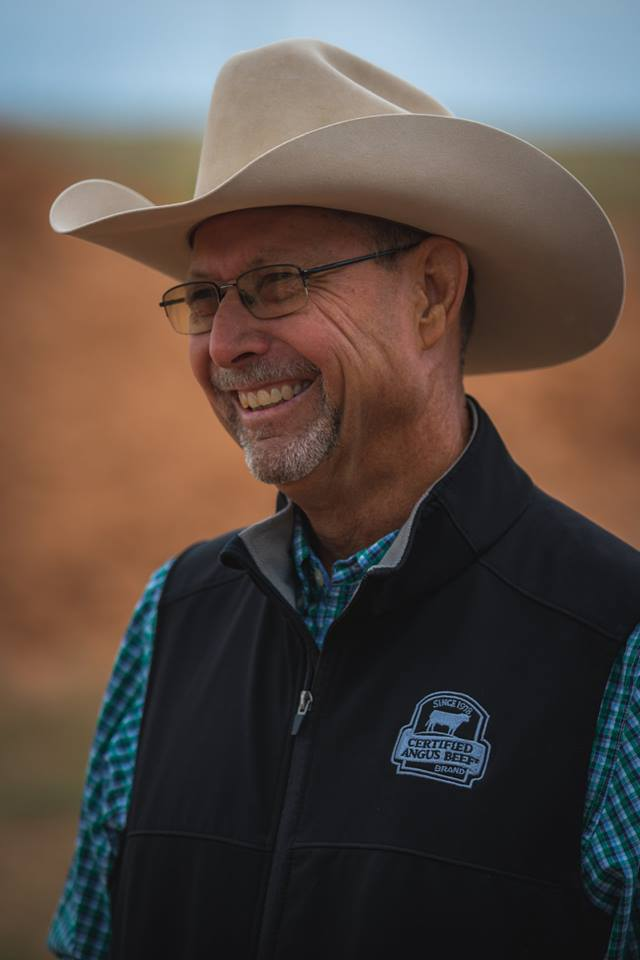 SINCE 1978
CERTIFIED
ANGUS BEEF®
BRAND